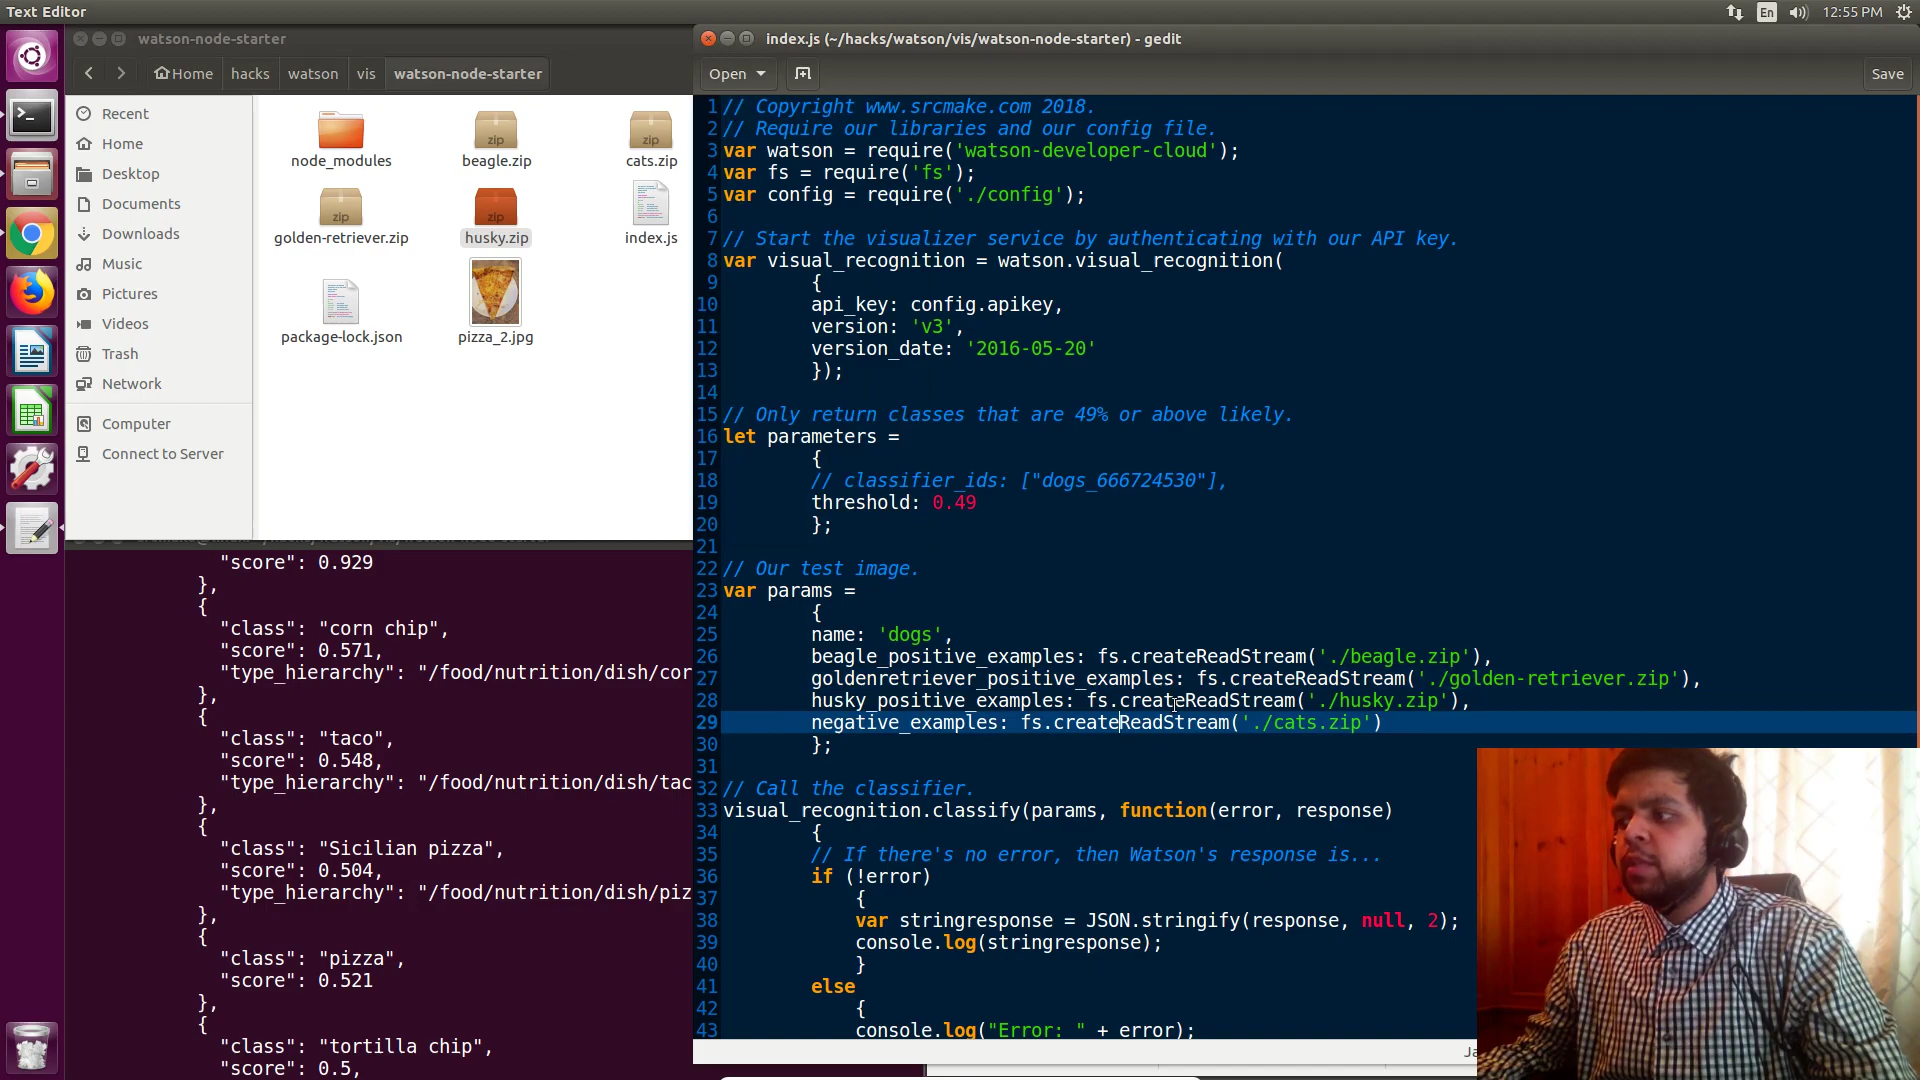 Text Editor
En
12:55 PM
watson-node-starter
Home
hacks
watson
vis
watson-node-starter
Recent
Home
Desktop
Documents
Downloads
Music
Pictures
Videos
Trash
Network
Computer
Connect to Server
node_modules
zip
beagle.zip
zip
cats.zip
zip
golden-retriever.zip
zip
husky.zip
index.js
package-lock.json
pizza_2.jpg
"score": 0.929
},
{
"class": "corn chip",
"score": 0.571,
"type_hierarchy": "/food/nutrition/dish/cor
},
{
"class": "taco",
"score": 0.548,
"type_hierarchy": "/food/nutrition/dish/tac
},
{
"class": "Sicilian pizza",
"score": 0.504,
"type_hierarchy": "/food/nutrition/dish/piz
},
{
"class": "pizza",
"score": 0.521
},
{
"class": "tortilla chip",
"score": 0.5,
index.js (~/hacks/watson/vis/watson-node-starter) - gedit
Open
Save
1 // Copyright www.srcmake.com 2018.
2 // Require our libraries and our config file.
3 var watson = require('watson-developer-cloud');
4 var fs = require('fs');
5 var config = require('./config');
6
7 // Start the visualizer service by authenticating with our API key.
8 var visual_recognition = watson.visual_recognition(
9 {
10 api_key: config.apikey,
11 version: 'v3',
12 version_date: '2016-05-20'
13 });
14
15 // Only return classes that are 49% or above likely.
16 let parameters =
17 {
18 // classifier_ids: ["dogs_666724530"],
19 threshold: 0.49
20 };
21
22 // Our test image.
23 var params =
24 {
25 name: 'dogs',
26 beagle_positive_examples: fs.createReadStream('./beagle.zip'),
27 goldenretriever_positive_examples: fs.createReadStream('./golden-retriever.zip'),
28 husky_positive_examples: fs.createReadStream('./husky.zip'),
29 negative_examples: fs.createReadStream('./cats.zip')
30 };
31
32 // Call the classifier.
33 visual_recognition.classify(params, function(error, response)
34 {
35 // If there's no error, then Watson's response is...
36 if (!error)
37 {
38 var stringresponse = JSON.stringify(response, null, 2);
39 console.log(stringresponse);
40 }
41 else
42 {
43 console.log("Error: " + error);